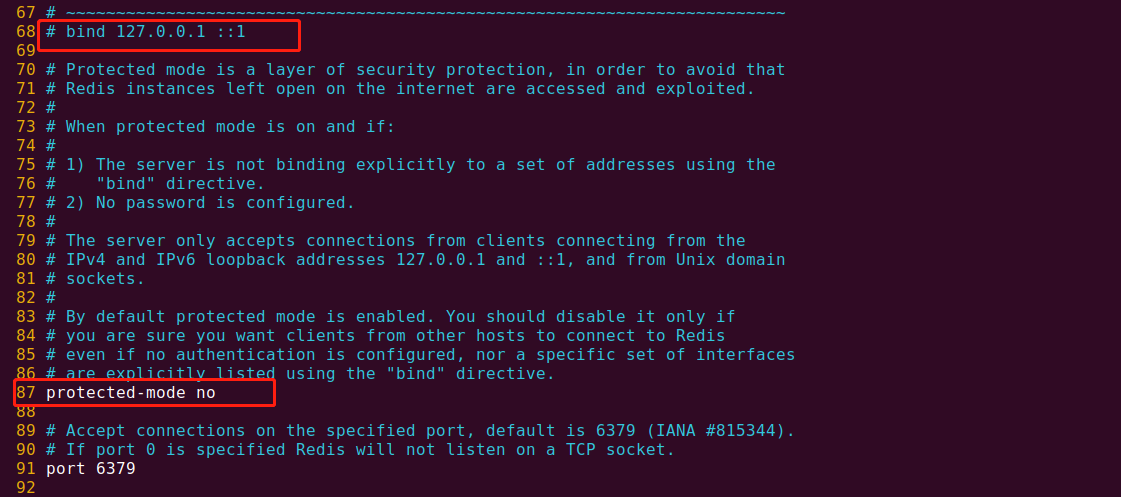 67 # ~~~~~~~~~~~~~~~~~~~~~~~~~~~~~~~~~~~~~~~~~~~~~~~~~~~~~~~~~~~~~~~~~~~~~~~~
68 # bind 127.0.0.1 ::1
69
70 # Protected mode is a layer of security protection, in order to avoid that
71 # Redis instances left open on the internet are accessed and exploited.
72 #
73 # When protected mode is on and if:
74 #
75 # 1) The server is not binding explicitly to a set of addresses using the
76 #    "bind" directive.
77 # 2) No password is configured.
78 #
79 # The server only accepts connections from clients connecting from the
80 # IPv4 and IPv6 loopback addresses 127.0.0.1 and ::1, and from Unix domain
81 # sockets.
82 #
83 # By default protected mode is enabled. You should disable it only if
84 # you are sure you want clients from other hosts to connect to Redis
85 # even if no authentication is configured, nor a specific set of interfaces
86 # are explicitly listed using the "bind" directive.
87 protected-mode no
88
89 # Accept connections on the specified port, default is 6379 (IANA #815344).
90 # If port 0 is specified Redis will not listen on a TCP socket.
91 port 6379
92